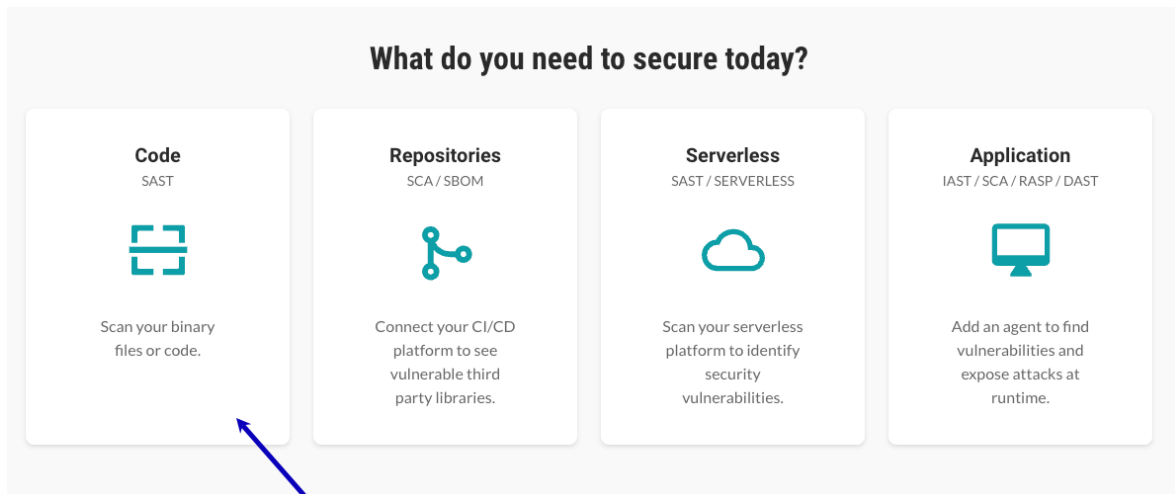 What do you need to secure today?
Code
SAST
Scan your binary
files or code.
Repositories
SCA / SBOM
Connect your CI/CD
platform to see
vulnerable third
party libraries.
Serverless
SAST / SERVERLESS
Scan your serverless
platform to identify
security
vulnerabilities.
Application
IAST / SCA / RASP / DAST
Add an agent to find
vulnerabilities and
expose attacks at
runtime.